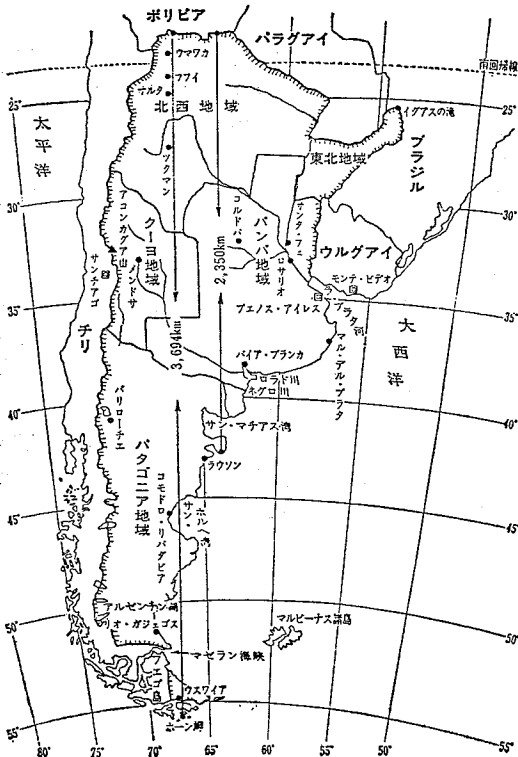 ボリビア
パラグアイ
ウマワカ
フフイ
サルタ
南回帰線
北西地域
25°
25°
イグアスの滝
太平洋
ツクマン
東北地域
ブラジル
30°
30°
アコンカグア山
クーヨ地域
コルドバ
パンパ地域
サンタ・フェ
ロサリオ
ウルグアイ
サンチアゴ
メンドサ
2,350km
モンテ・ビデオ
ブエノス・アイレス
ラ・プラタ河
35°
35°
チリ
3,694km
大西洋
バイア・ブランカ
マル・デル・プラタ
コロラド川
ネグロ川
40°
40°
バリローチェ
サン・マチアス湾
パタゴニア地域
ラウソン
コモドロ・リバダビア
サン・ホルヘ湾
45°
45°
アルゼンチン湖
リオ・ガジェゴス
マルビーナス諸島
50°
50°
マゼラン海峡
フエゴ島
ウスワイア
ホーン岬
55°
55°
80°
75°
70°
65°
60°
55°
50°
45°